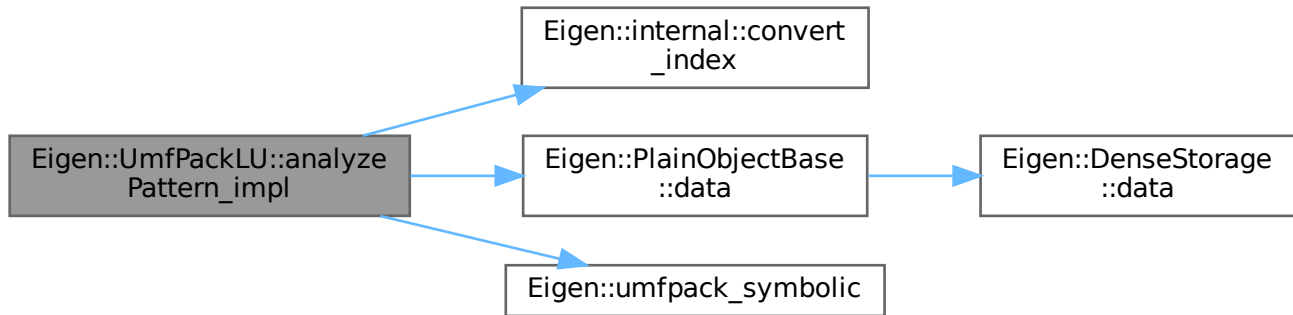 Eigen::internal::convert
_index
Eigen::UmfPackLU::analyze
Pattern_impl
Eigen::PlainObjectBase
::data
Eigen::DenseStorage
::data
Eigen::umfpack_symbolic